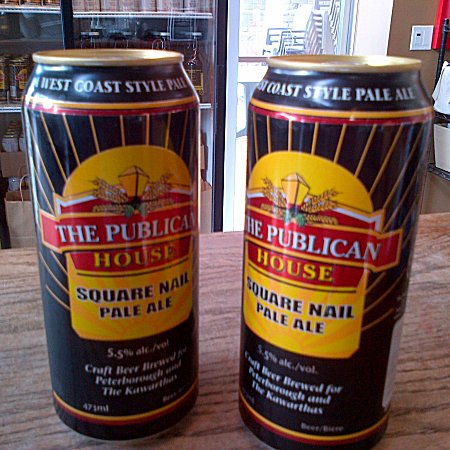 WEST COAST STYLE PALE
THE PUBLICAN
HOUSE
SQUARE NAIL
PALE ALE
5.5% alc./vol.
Craft Beer Brewed for
Peterborough and
The Kawarthas
473ml
WEST COAST STYLE PALE ALE
THE PUBLICAN
HOUSE
SQUARE NAIL
PALE ALE
5.5% alc./vol.
Craft Beer Brewed for
Peterborough and
The Kawarthas
Beer/Bière